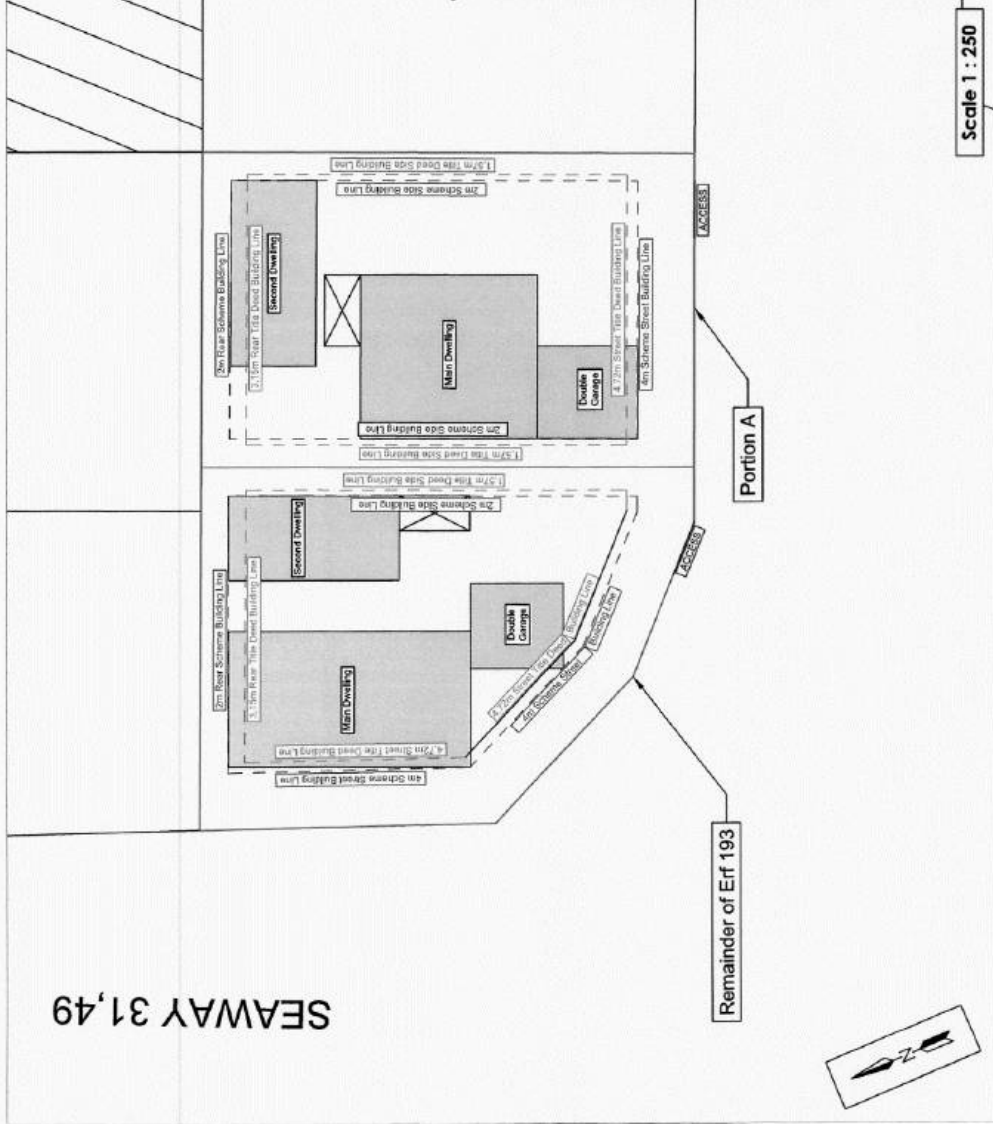 Scale 1 : 250
1,57m Title Deed Side Building Line
2m Scheme Side Building Line
2m Rear Scheme Building Line
3,15m Rear Title Deed Building Line
Second Dwelling
ACCESS
4,72m Street Title Deed Building Line
4m Scheme Street Building Line
Main Dwelling
Double
Garage
2m Scheme Side Building Line
1,57m Title Deed Side Building Line
Portion A
1,57m Title Deed Side Building Line
2m Scheme Side Building Line
Second Dwelling
ACCESS
2m Rear Scheme Building Line
3,15m Rear Title Deed Building Line
Double
Garage
4,72m Street Title Deed Building Line
4m Scheme Street Building Line
Main Dwelling
4,72m Street Title Deed Building Line
4m Scheme Street Building Line
Remainder of Erf 193
SEAWAY 31,49
N